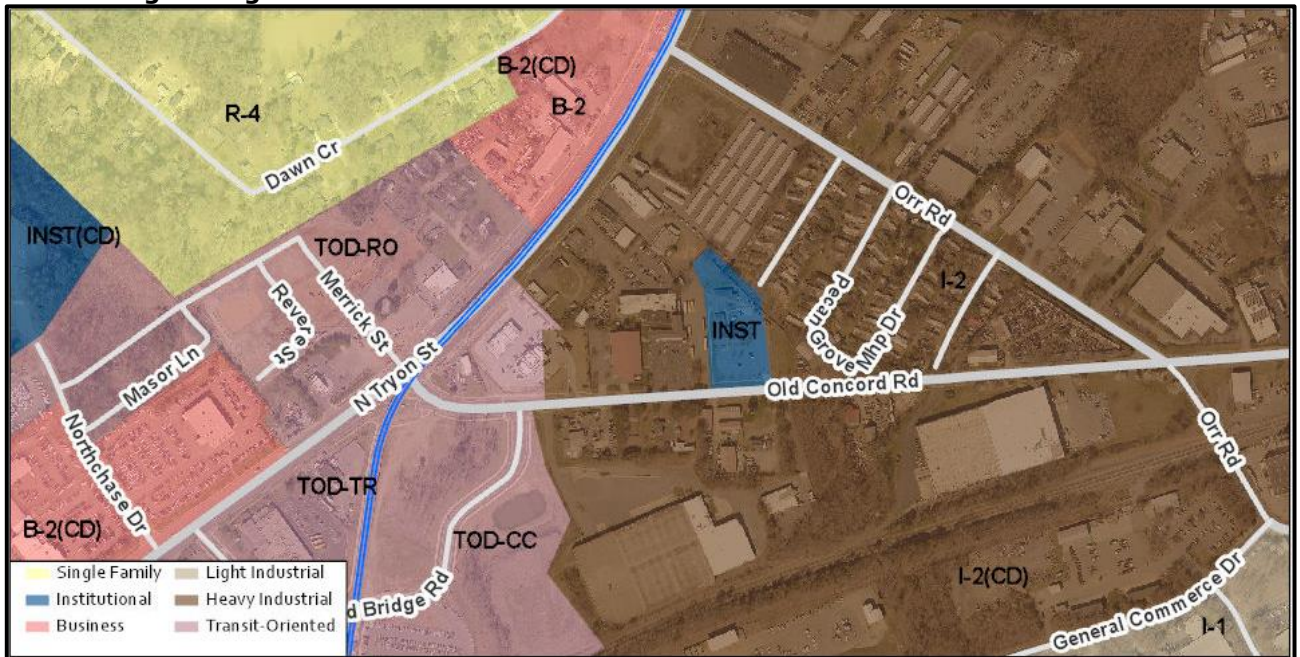 B-2(CD)
B-2
R-4
Dawn Cr
Orr Rd
INST(CD)
TOD-RO
Merrick St
Revere St
I-2
Pecan Grove
Mhp Dr
INST
Masor Ln
N Tryon St
Old Concord Rd
Northchase Dr
Orr Rd
TOD-TR
B-2(CD)
TOD-CC
I-2(CD)
Single Family
Light Industrial
Institutional
Heavy Industrial
d Bridge Rd
General Commerce Dr
Business
Transit-Oriented
I-1